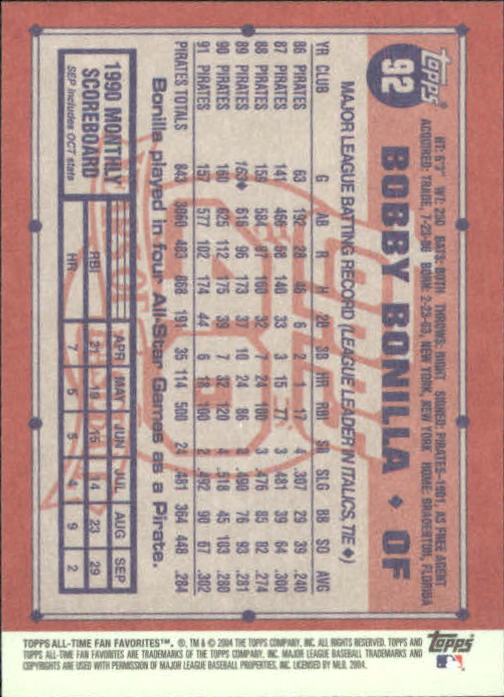 Topps
92
HT: 6'3" WT: 250 BATS: BOTH THROWS: RIGHT SIGNED: PIRATES-1981, AS FREE AGENT
ACQUIRED: TRADE, 7-23-86 BORN: 2-23-63, NEW YORK, NEW YORK HOME: BRADENTON, FLORIDA
BOBBY BONILLA ◆ OF
MAJOR LEAGUE BATTING RECORD (LEAGUE LEADER IN ITALICS, TIE ◆)
YR CLUB G AB R H 2B 3B HR RBI SB SLG BB SO AVG
86 PIRATES 63 192 28 46 6 2 1 17 4 .307 29 39 .240
87 PIRATES 141 466 58 140 33 3 15 77 3 .481 39 64 .300
88 PIRATES 159 584 87 160 32 7 24 100 3 .476 85 82 .274
89 PIRATES 163◆ 616 96 173 37 10 24 86 8 .490 76 93 .281
90 PIRATES 160 625 112 175 39 7 32 120 4 .518 45 103 .280
91 PIRATES 157 577 102 174 44 6 18 100 2 .492 90 67 .302
PIRATES TOTALS 843 3060 483 868 191 35 114 500 24 .481 364 448 .284
Bonilla played in four All-Star Games as a Pirate.
1990 MONTHLY
SCOREBOARD
SEP includes OCT stats
APR MAY JUN JUL AUG SEP
RBI 21 19 15 14 23 29
HR 7 5 5 4 9 2
TOPPS ALL-TIME FAN FAVORITES™. ®, TM & © 2004 THE TOPPS COMPANY, INC. ALL RIGHTS RESERVED. TOPPS AND
TOPPS ALL-TIME FAN FAVORITES ARE TRADEMARKS OF THE TOPPS COMPANY, INC. MAJOR LEAGUE BASEBALL TRADEMARKS AND
COPYRIGHTS ARE USED WITH PERMISSION OF MAJOR LEAGUE BASEBALL PROPERTIES, INC. LICENSED BY MLB, 2004.
Topps